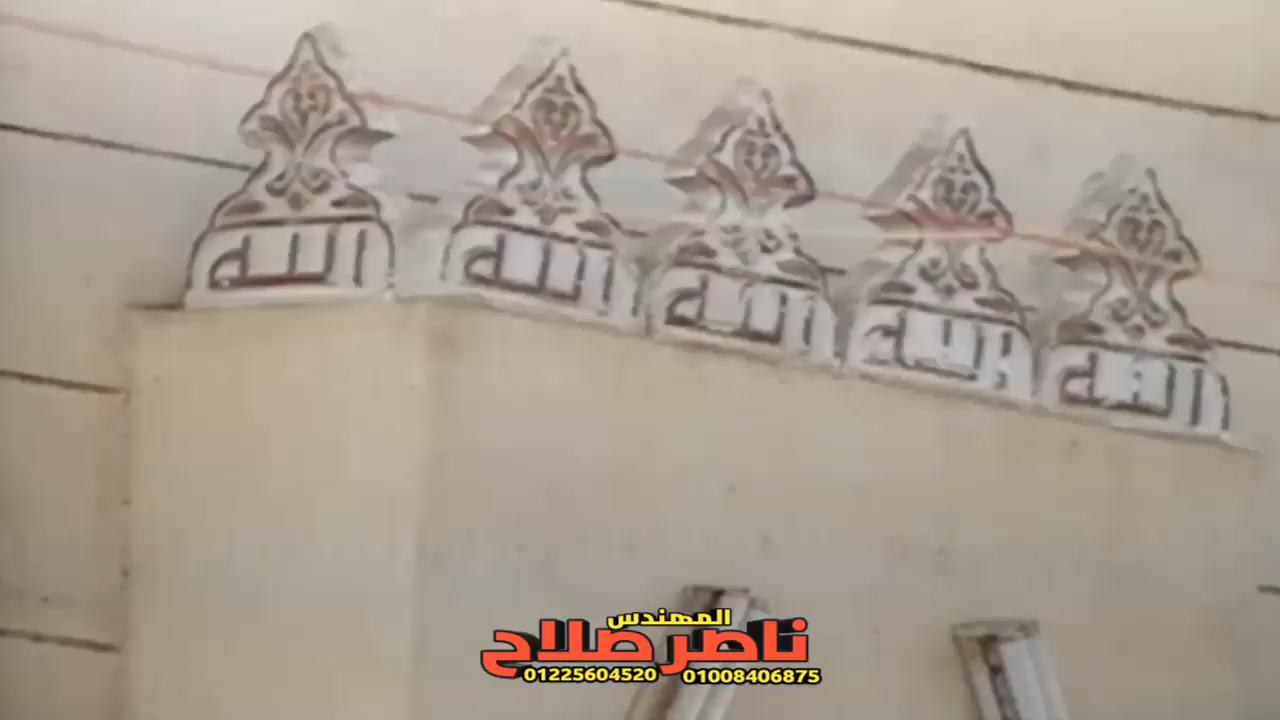 الله الله الله الله الله
المهندس
ناصر صلاح
01225604520 01008406875